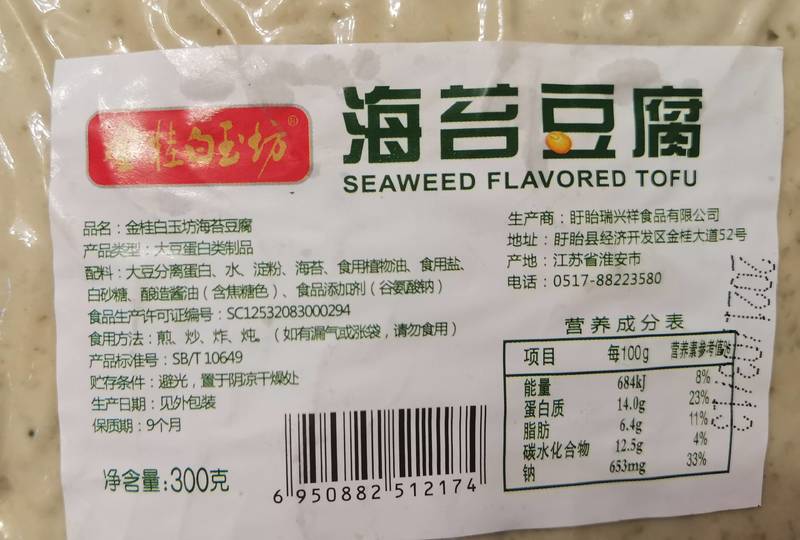 金桂白玉坊®
海苔豆腐
SEAWEED FLAVORED TOFU
品名：金桂白玉坊海苔豆腐
产品类型：大豆蛋白类制品
配料：大豆分离蛋白、水、淀粉、海苔、食用植物油、食用盐、
白砂糖、酿造酱油（含焦糖色）、食品添加剂（谷氨酸钠）
食品生产许可证编号：SC12532083000294
食用方法：煎、炒、炸、炖。（如有漏气或涨袋，请勿食用）
产品标准号：SB/T 10649
贮存条件：避光，置于阴凉干燥处
生产日期：见外包装
保质期：9个月
净含量：300克
6 950882 512174
生产商：盱眙瑞兴祥食品有限公司
地址：盱眙县经济开发区金桂大道52号
产地：江苏省淮安市
电话：0517-88223580
营养成分表
项目 每100g 营养素参考值%
能量 684kJ 8%
蛋白质 14.0g 23%
脂肪 6.4g 11%
碳水化合物 12.5g 4%
钠 653mg 33%